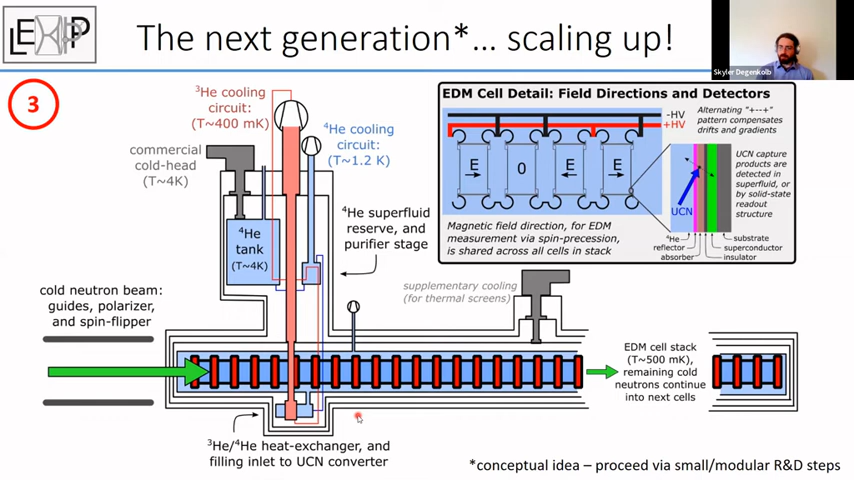 LEPP
The next generation*... scaling up!
Skyler Degenkolb
3
³He cooling
circuit:
(T~400 mK)
⁴He cooling
circuit:
(T~1.2 K)
commercial
cold-head
(T~4K)
⁴He
tank
(T~4K)
⁴He superfluid
reserve, and
purifier stage
cold neutron beam:
guides, polarizer,
and spin-flipper
supplementary cooling
(for thermal screens)
EDM Cell Detail: Field Directions and Detectors
-HV
+HV
E
0
E
E
Alternating "+--+"
pattern compensates
drifts and gradients
UCN capture
products are
detected in
superfluid, or
by solid-state
readout
structure
UCN
⁴He
reflector
absorber
substrate
superconductor
insulator
Magnetic field direction, for EDM
measurement via spin-precession,
is shared across all cells in stack
EDM cell stack
(T~500 mK),
remaining cold
neutrons continue
into next cells
³He/⁴He heat-exchanger, and
filling inlet to UCN converter
*conceptual idea – proceed via small/modular R&D steps